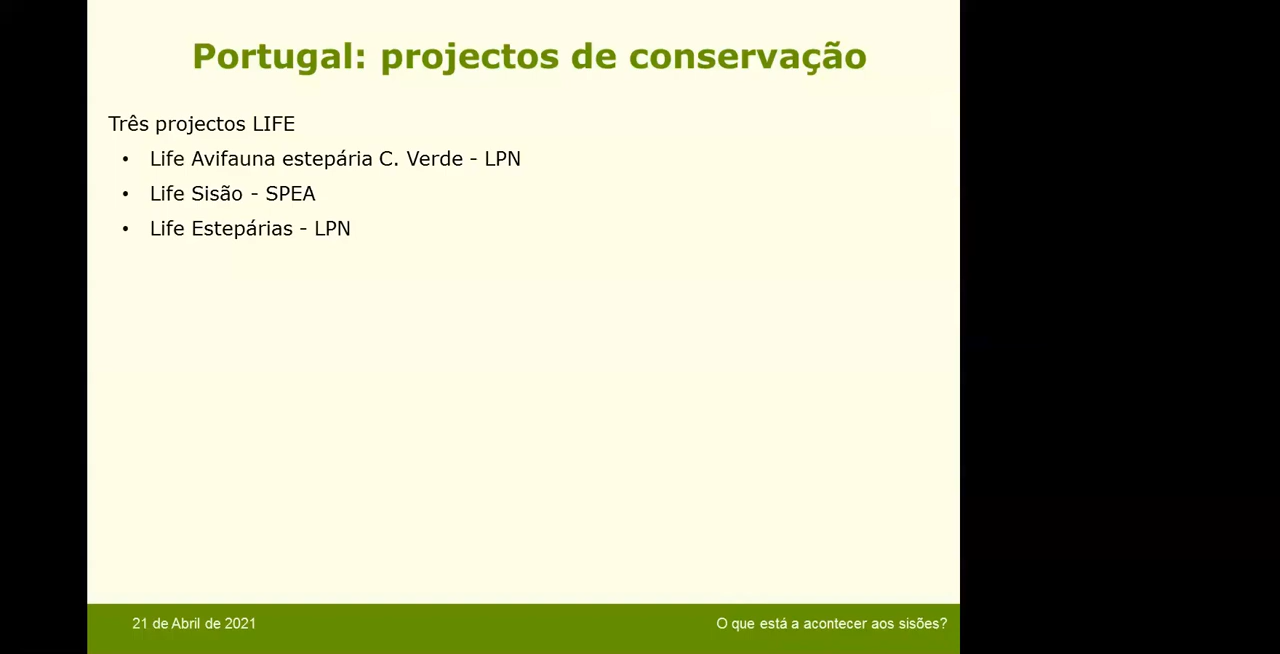 Portugal: projectos de conservação
Três projectos LIFE
• Life Avifauna estepária C. Verde - LPN
• Life Sisão - SPEA
• Life Estepárias - LPN
21 de Abril de 2021
O que está a acontecer aos sisões?